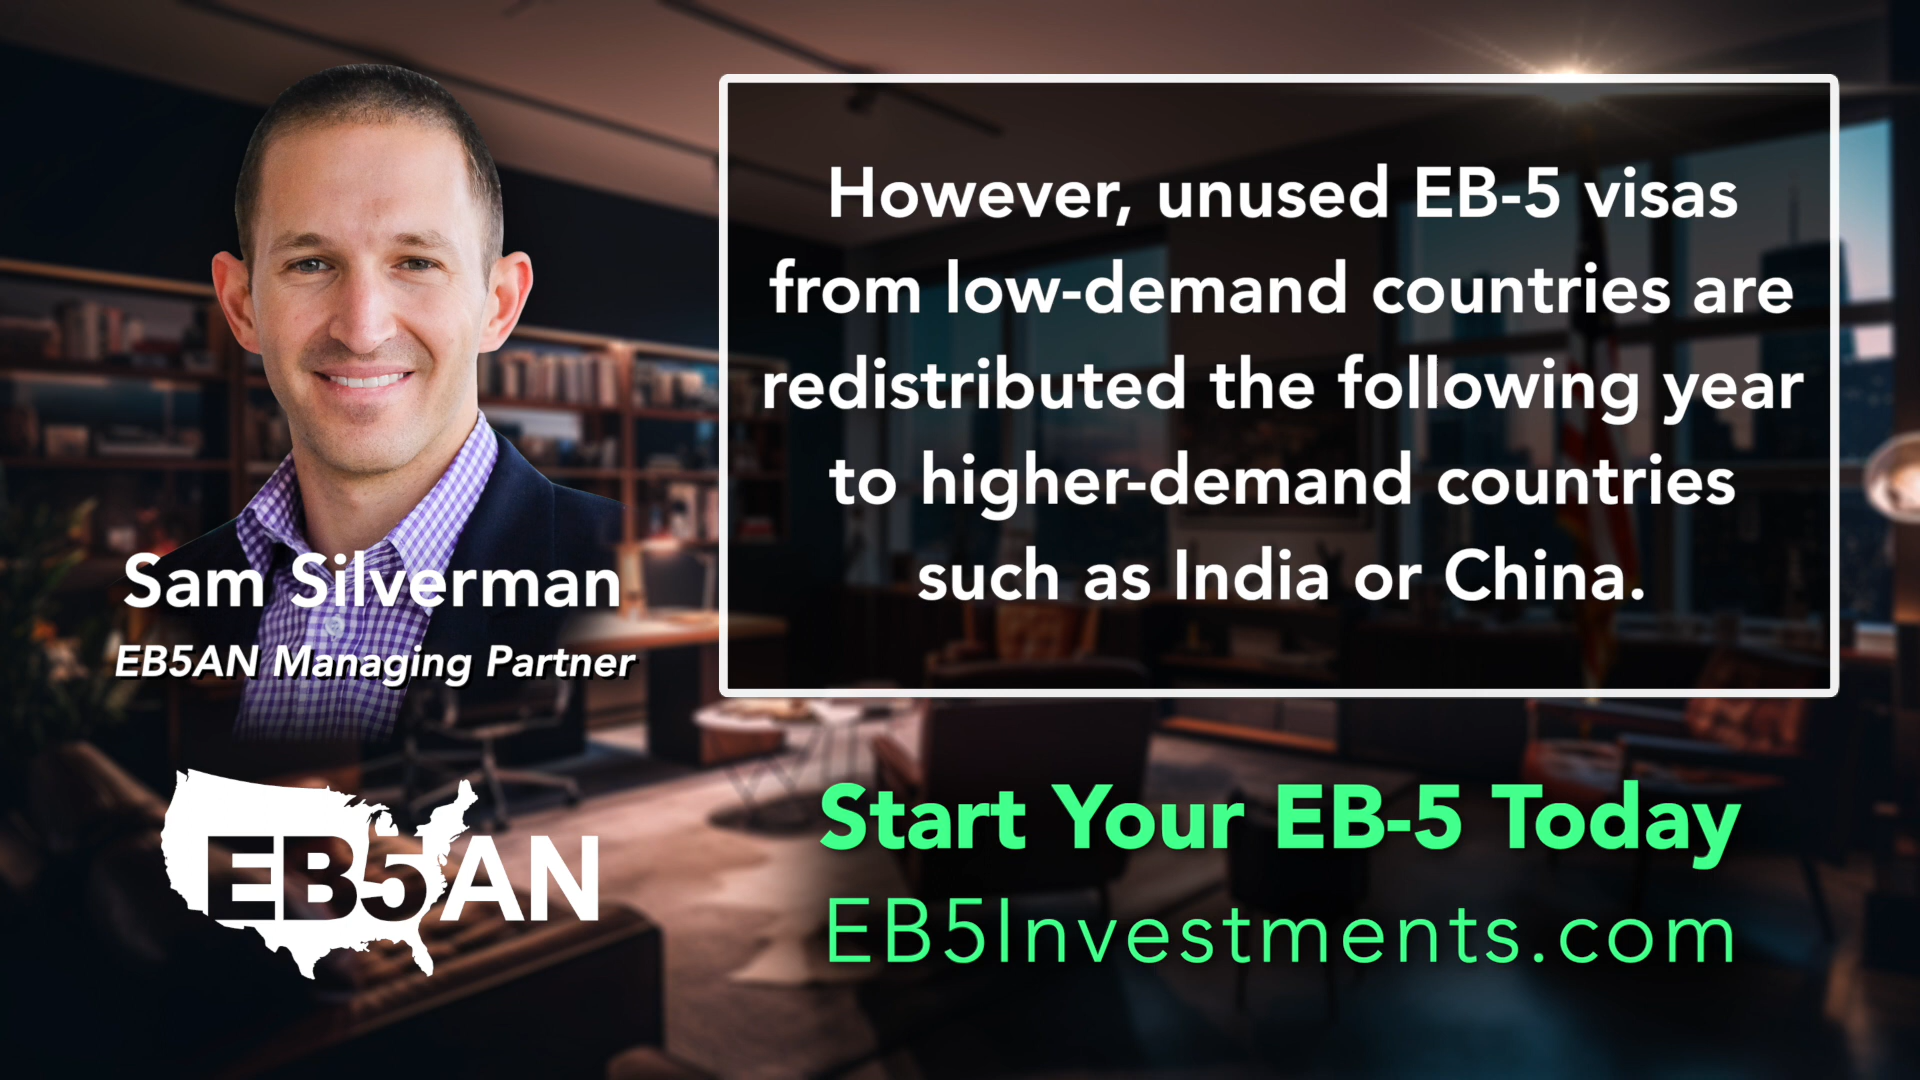 However, unused EB-5 visas
from low-demand countries are
redistributed the following year
to higher-demand countries
such as India or China.
Sam Silverman
EB5AN Managing Partner
EB5AN
Start Your EB-5 Today
EB5Investments.com